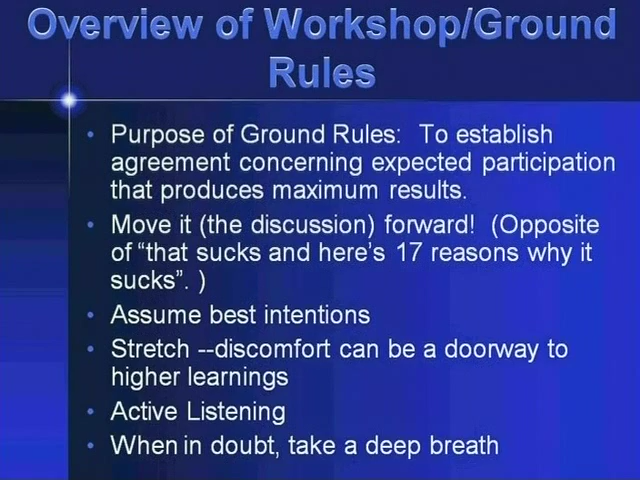 Overview of Workshop/Ground
Rules
• Purpose of Ground Rules:  To establish
agreement concerning expected participation
that produces maximum results.
• Move it (the discussion) forward!  (Opposite
of “that sucks and here’s 17 reasons why it
sucks”. )
• Assume best intentions
• Stretch --discomfort can be a doorway to
higher learnings
• Active Listening
• When in doubt, take a deep breath